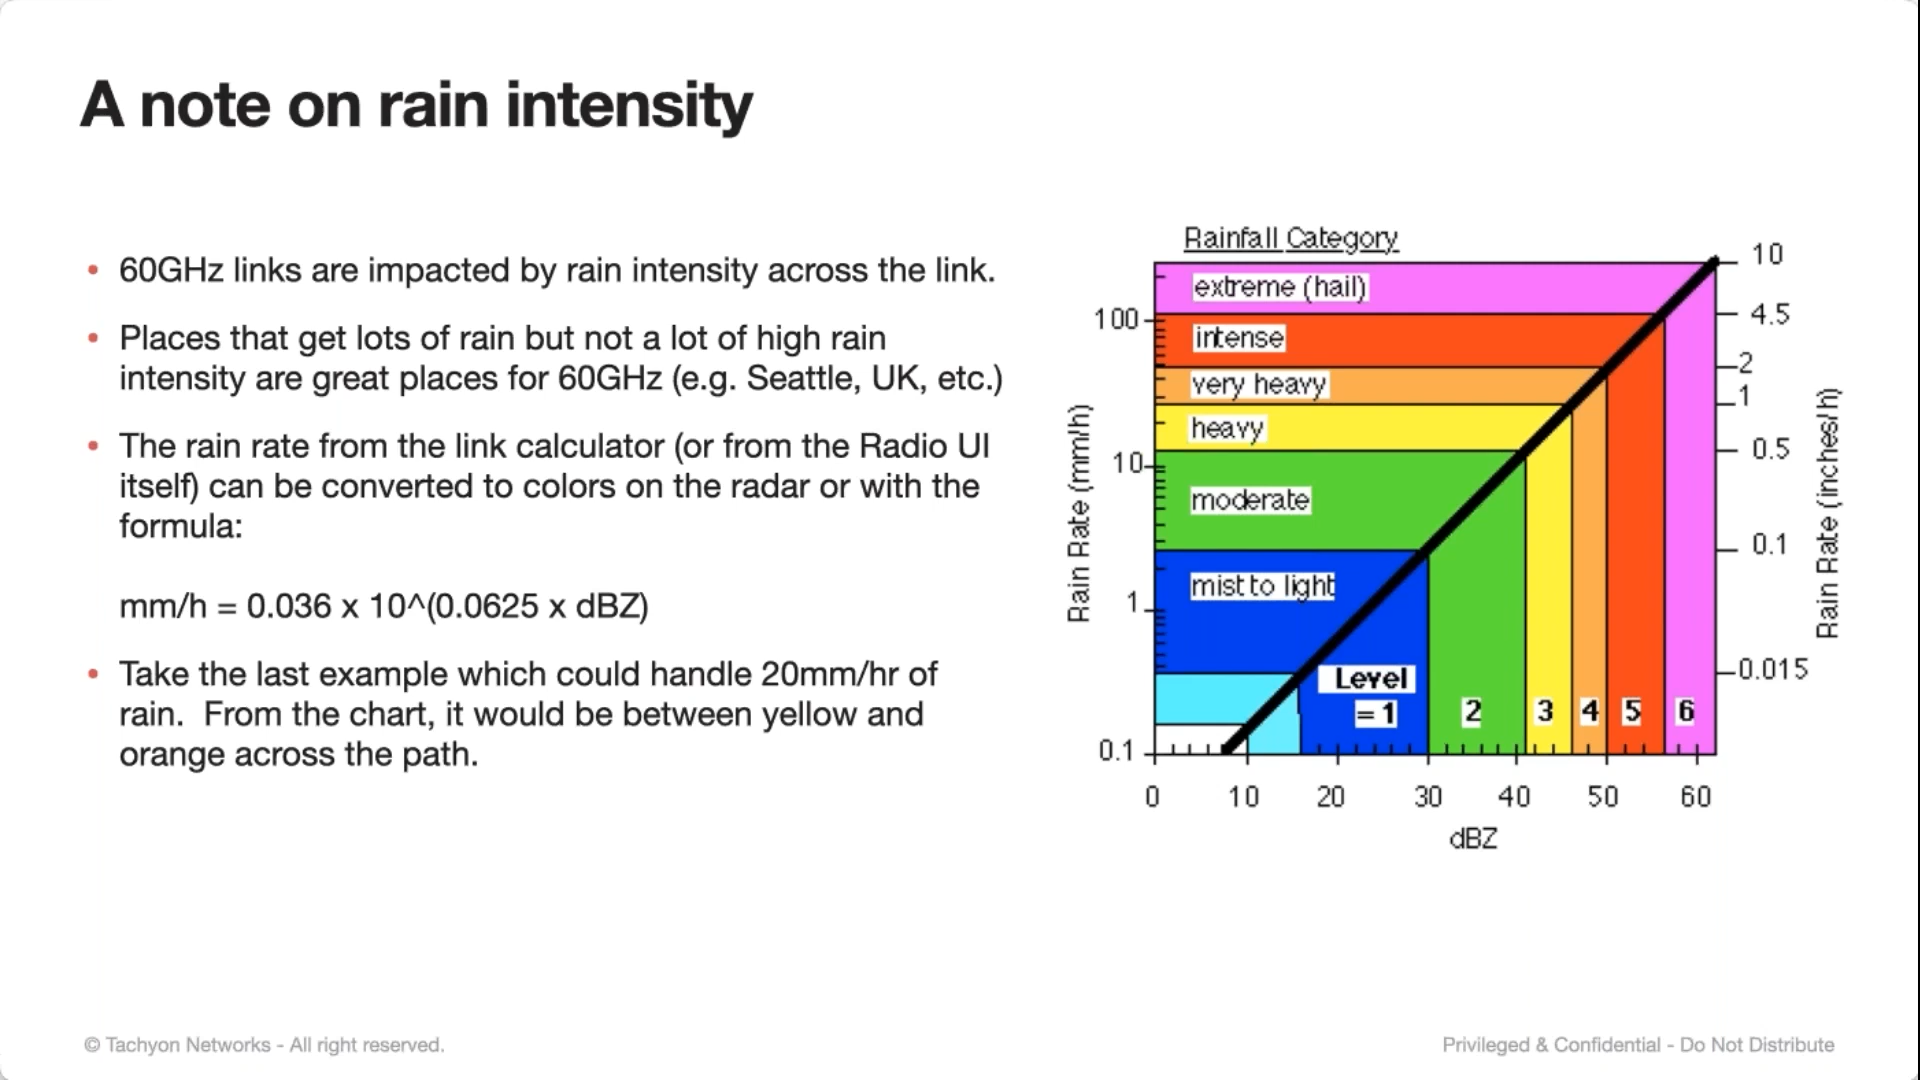 A note on rain intensity
• 60GHz links are impacted by rain intensity across the link.
• Places that get lots of rain but not a lot of high rain
intensity are great places for 60GHz (e.g. Seattle, UK, etc.)
• The rain rate from the link calculator (or from the Radio UI
itself) can be converted to colors on the radar or with the
formula:
mm/h = 0.036 x 10^(0.0625 x dBZ)
• Take the last example which could handle 20mm/hr of
rain.  From the chart, it would be between yellow and
orange across the path.
Rainfall Category
extreme (hail)
intense
very heavy
heavy
moderate
mist to light
Level
= 1
2
3
4
5
6
Rain Rate (mm/h)
100
10
1
0.1
0
10
20
30
40
50
60
dBZ
10
4.5
2
1
0.5
0.1
0.015
Rain Rate (inches/h)
© Tachyon Networks - All right reserved.
Privileged & Confidential - Do Not Distribute